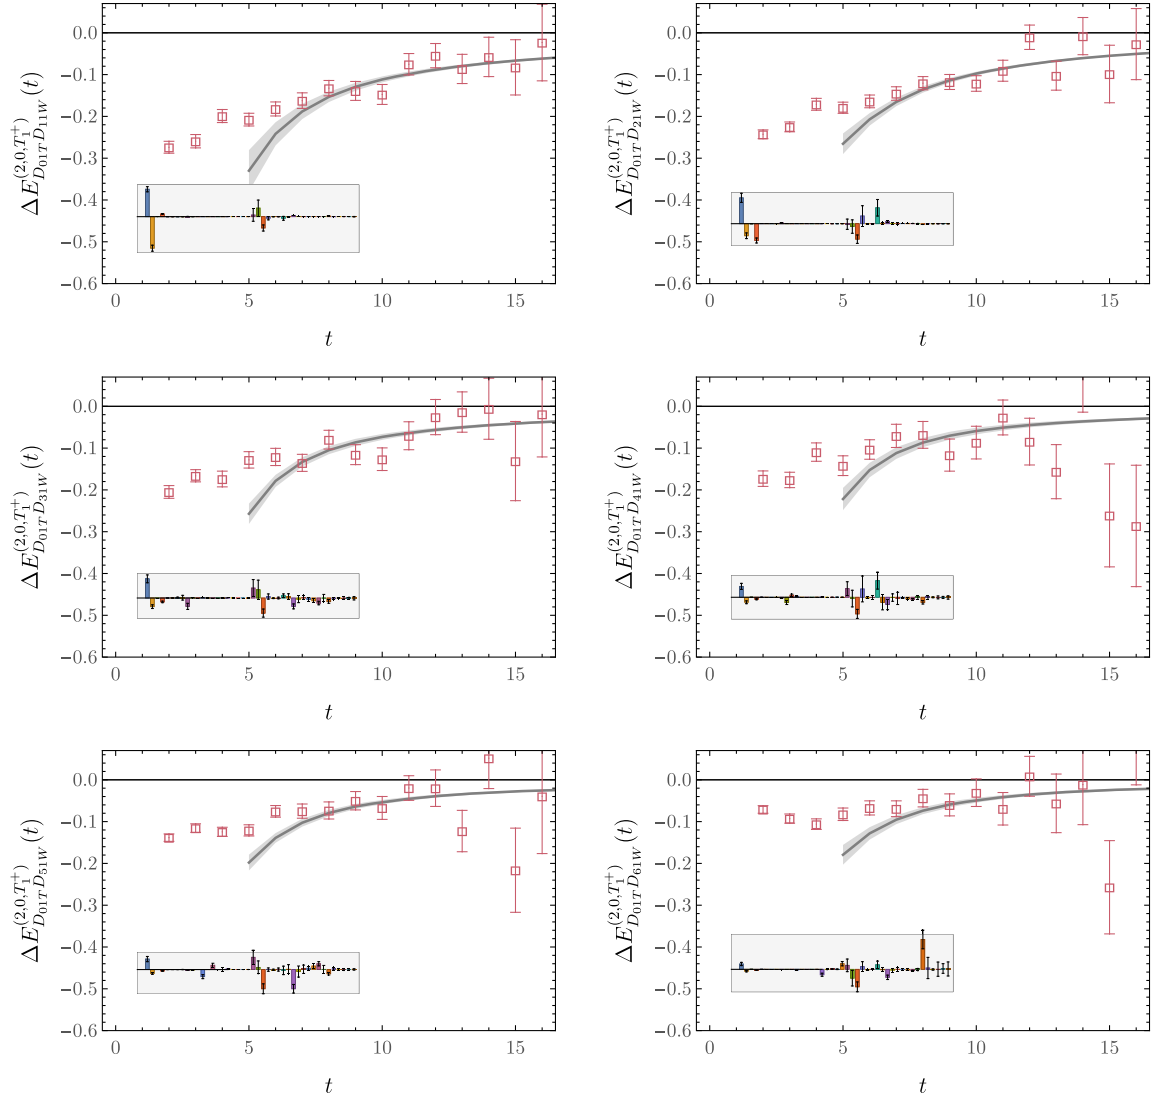 0.0
−0.1
−0.2
−0.3
−0.4
−0.5
−0.6
0 5 10 15
t
ΔE^{(2,0,T_1^+)}_{D_{01T} D_{11W}}(t)
0.0
−0.1
−0.2
−0.3
−0.4
−0.5
−0.6
0 5 10 15
t
ΔE^{(2,0,T_1^+)}_{D_{01T} D_{21W}}(t)
0.0
−0.1
−0.2
−0.3
−0.4
−0.5
−0.6
0 5 10 15
t
ΔE^{(2,0,T_1^+)}_{D_{01T} D_{31W}}(t)
0.0
−0.1
−0.2
−0.3
−0.4
−0.5
−0.6
0 5 10 15
t
ΔE^{(2,0,T_1^+)}_{D_{01T} D_{41W}}(t)
0.0
−0.1
−0.2
−0.3
−0.4
−0.5
−0.6
0 5 10 15
t
ΔE^{(2,0,T_1^+)}_{D_{01T} D_{51W}}(t)
0.0
−0.1
−0.2
−0.3
−0.4
−0.5
−0.6
0 5 10 15
t
ΔE^{(2,0,T_1^+)}_{D_{01T} D_{61W}}(t)